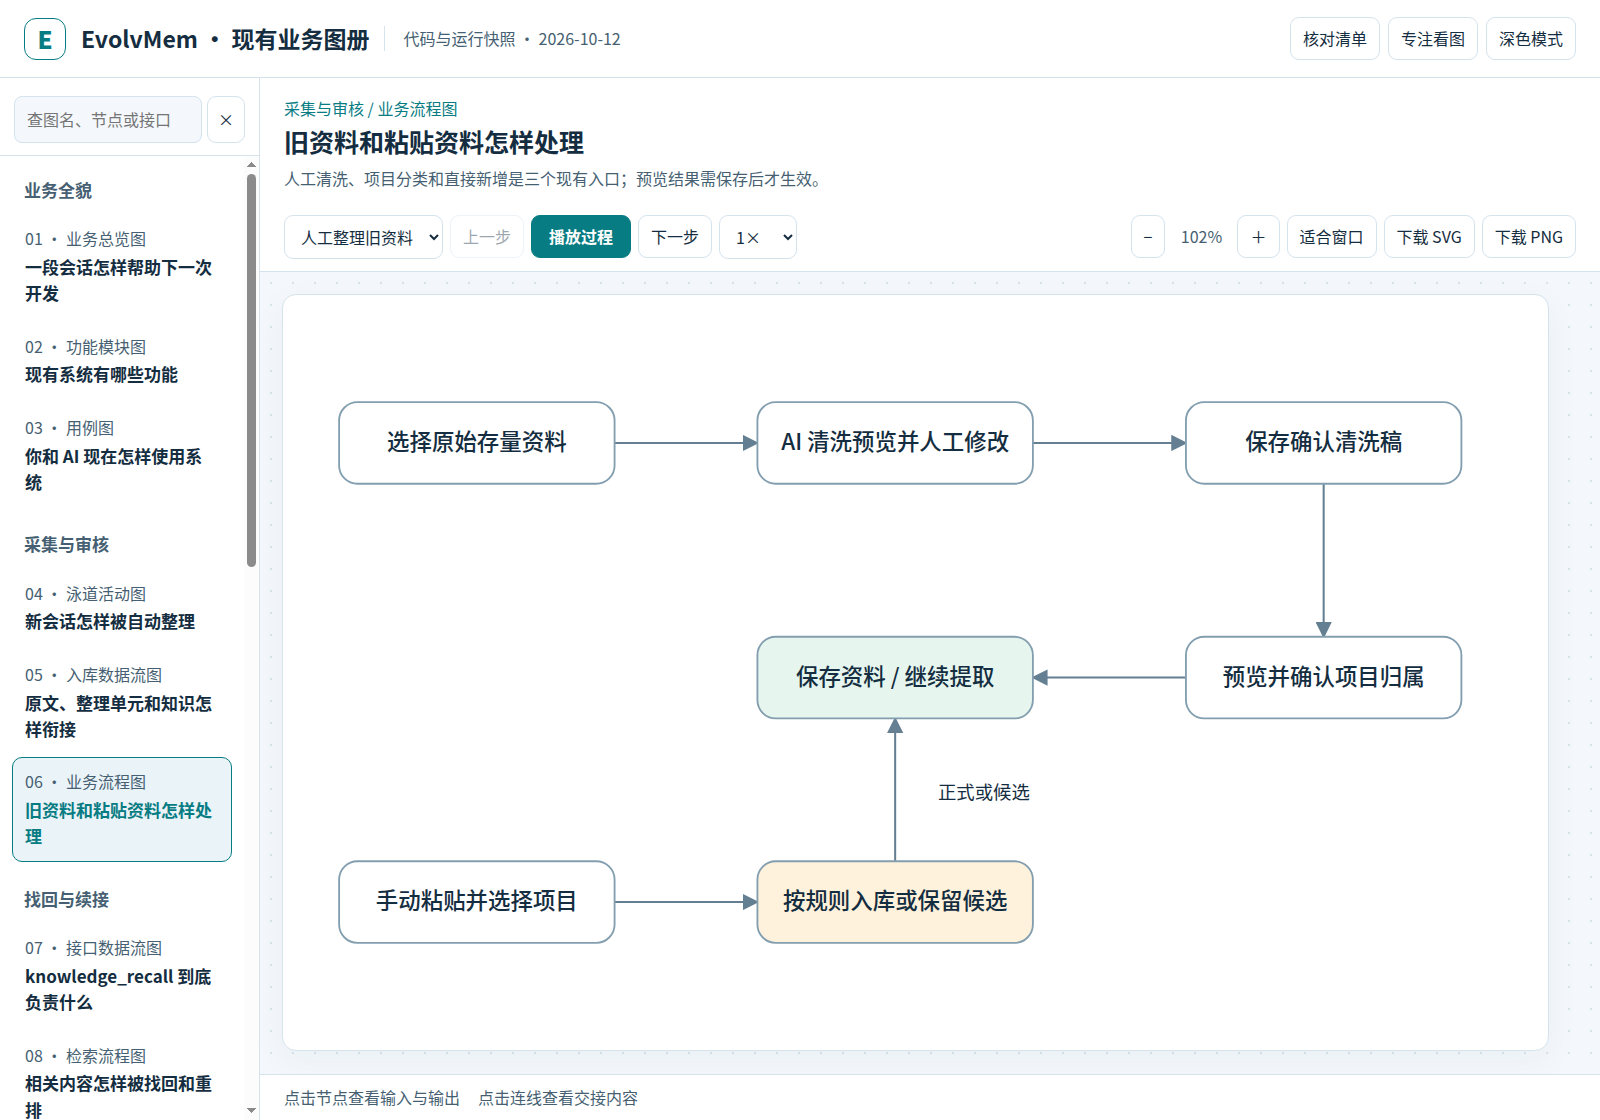 E
EvolvMem · 现有业务图册
代码与运行快照 · 2026-10-12
核对清单
专注看图
深色模式
查图名、节点或接口
×
业务全貌
01 · 业务总览图
一段会话怎样帮助下一次
开发
02 · 功能模块图
现有系统有哪些功能
03 · 用例图
你和 AI 现在怎样使用系
统
采集与审核
04 · 泳道活动图
新会话怎样被自动整理
05 · 入库数据流图
原文、整理单元和知识怎
样衔接
06 · 业务流程图
旧资料和粘贴资料怎样处
理
找回与续接
07 · 接口数据流图
knowledge_recall 到底
负责什么
08 · 检索流程图
相关内容怎样被找回和重
排
采集与审核 / 业务流程图
旧资料和粘贴资料怎样处理
人工清洗、项目分类和直接新增是三个现有入口；预览结果需保存后才生效。
人工整理旧资料
上一步
播放过程
下一步
1×
−
102%
＋
适合窗口
下载 SVG
下载 PNG
选择原始存量资料
AI 清洗预览并人工修改
保存确认清洗稿
保存资料 / 继续提取
预览并确认项目归属
正式或候选
手动粘贴并选择项目
按规则入库或保留候选
点击节点查看输入与输出
点击连线查看交接内容